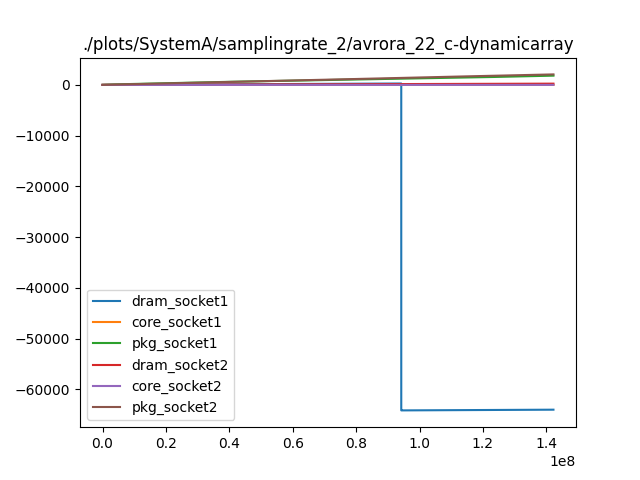 ./plots/SystemA/samplingrate_2/avrora_22_c-dynamicarray
0
−10000
−20000
−30000
−40000
−50000
−60000
dram_socket1
core_socket1
pkg_socket1
dram_socket2
core_socket2
pkg_socket2
0.0 0.2 0.4 0.6 0.8 1.0 1.2 1.4
1e8